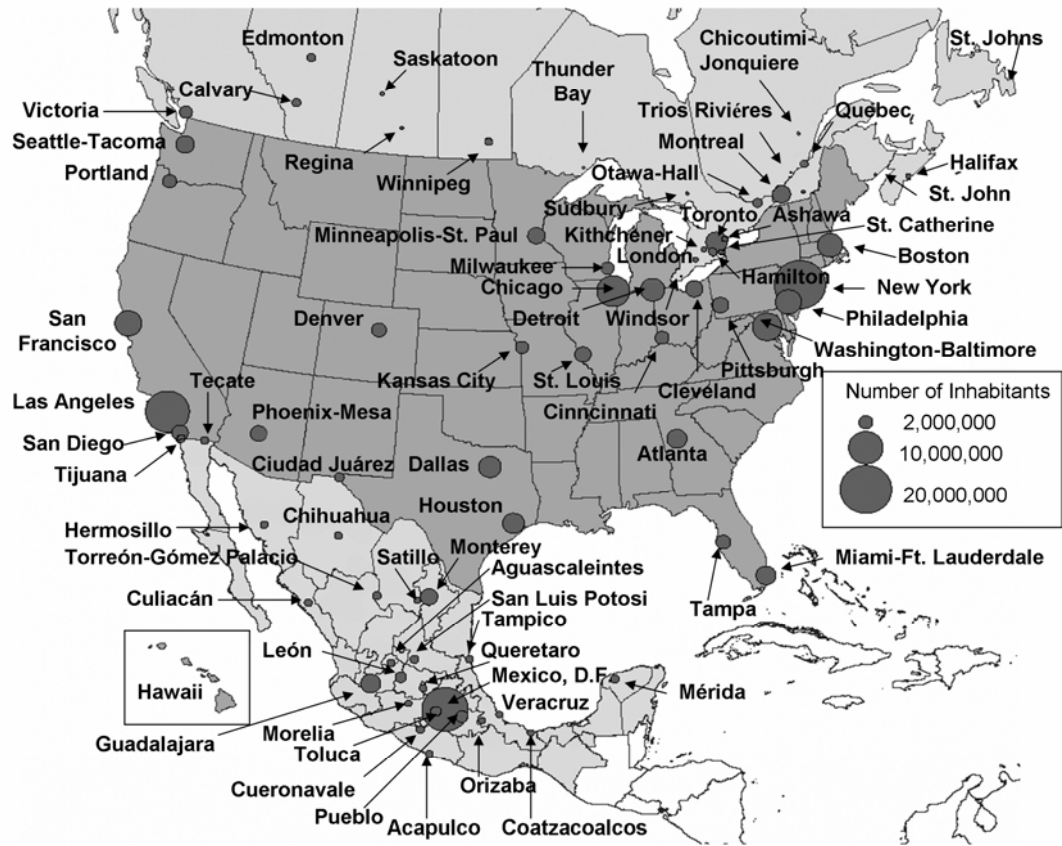 Edmonton
Saskatoon
Chicoutimi-
Jonquiere
St. Johns
Calvary
Thunder
Bay
Victoria
Trios Riviéres
Quebec
Seattle-Tacoma
Regina
Montreal
Portland
Winnipeg
Otawa-Hall
Halifax
Sudbury
St. John
Toronto
Ashawa
Minneapolis-St. Paul
Kithchener
St. Catherine
London
Boston
Milwaukee
Hamilton
Chicago
New York
San
Francisco
Denver
Detroit
Windsor
Philadelphia
Washington-Baltimore
Kansas City
St. Louis
Pittsburgh
Tecate
Cleveland
Las Angeles
Phoenix-Mesa
Cinncinnati
Number of Inhabitants
2,000,000
10,000,000
20,000,000
San Diego
Tijuana
Ciudad Juárez
Dallas
Atlanta
Houston
Hermosillo
Chihuahua
Torreón-Gómez Palacio
Satillo
Monterey
Miami-Ft. Lauderdale
Aguascaleintes
Culiacán
San Luis Potosi
Tampa
Tampico
León
Queretaro
Hawaii
Mexico, D.F.
Mérida
Veracruz
Guadalajara
Morelia
Toluca
Cueronavale
Orizaba
Pueblo
Acapulco
Coatzacoalcos